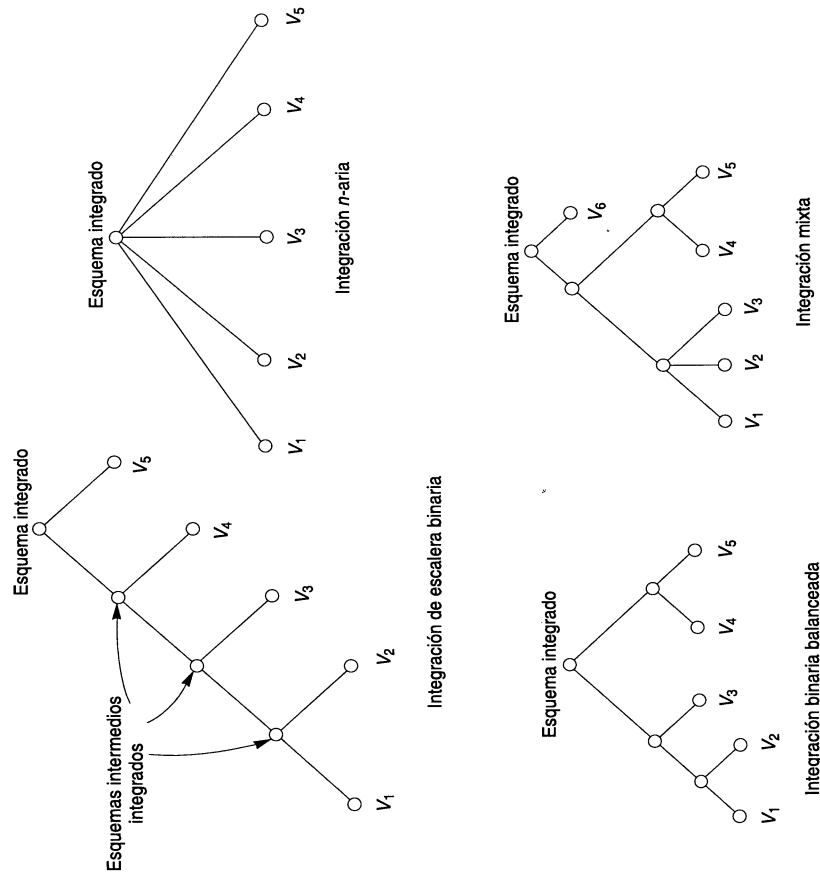 Esquema integrado
V5
V4
V3
V2
V1
Esquemas intermedios
integrados
Integración de escalera binaria
Esquema integrado
V1
V2
V3
V4
V5
Integración n-aria
Esquema integrado
V1
V2
V3
V4
V5
Integración binaria balanceada
Esquema integrado
V6
V1
V2
V3
V4
V5
Integración mixta